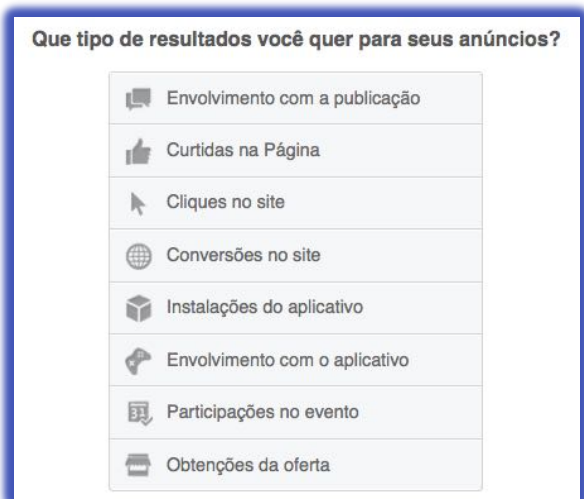 Que tipo de resultados você quer para seus anúncios?
Envolvimento com a publicação
Curtidas na Página
Cliques no site
Conversões no site
Instalações do aplicativo
Envolvimento com o aplicativo
31 Participações no evento
Obtenções da oferta